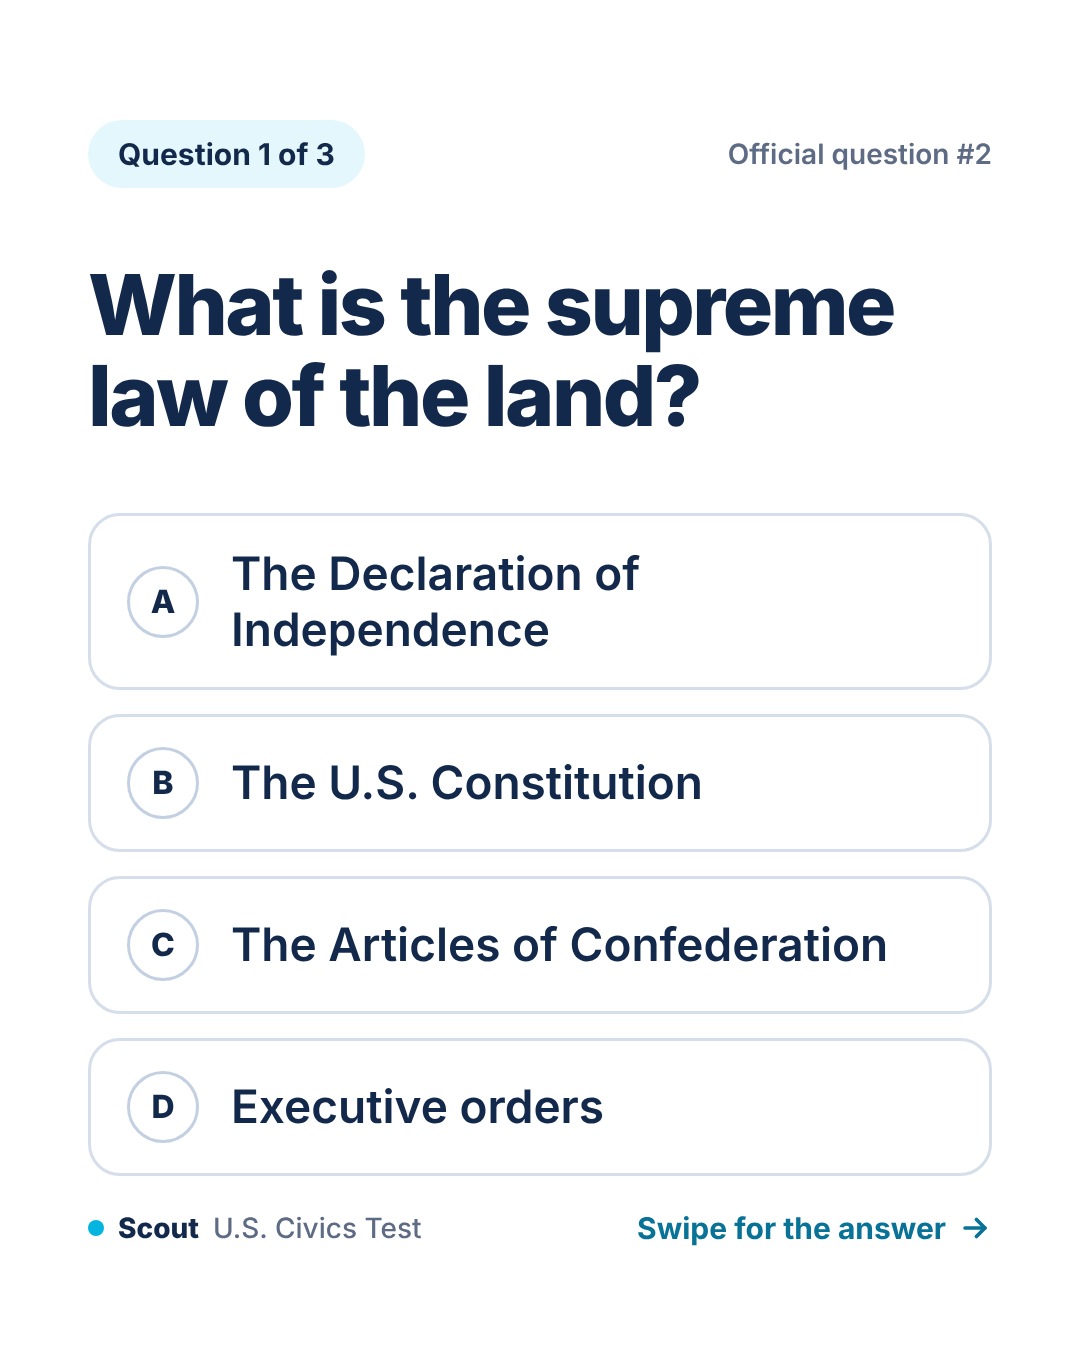 Question 1 of 3
Official question #2
What is the supreme
law of the land?
A
The Declaration of
Independence
B
The U.S. Constitution
C
The Articles of Confederation
D
Executive orders
Scout U.S. Civics Test
Swipe for the answer →